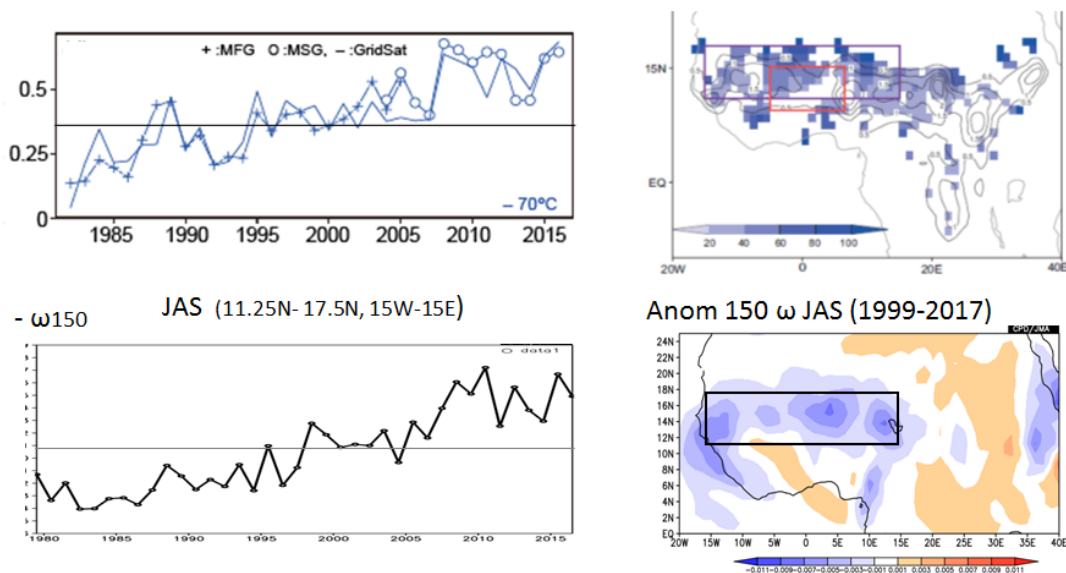 + :MFG O :MSG, – :GridSat
0.5
0.25
0
– 70ºC
1985 1990 1995 2000 2005 2010 2015
15N
EQ
20 40 60 80 100
20W 0 20E 40E
- ω150
JAS (11.25N- 17.5N, 15W-15E)
data1
1980 1985 1990 1995 2000 2005 2010 2015
Anom 150 ω JAS (1999-2017)
CPD/JMA
24N
22N
20N
18N
16N
14N
12N
10N
8N
6N
4N
2N
EQ
20W 15W 10W 5W 0 5E 10E 15E 20E 25E 30E 35E 40E
-0.011-0.009-0.007-0.005-0.003-0.001 0.001 0.003 0.005 0.007 0.009 0.011